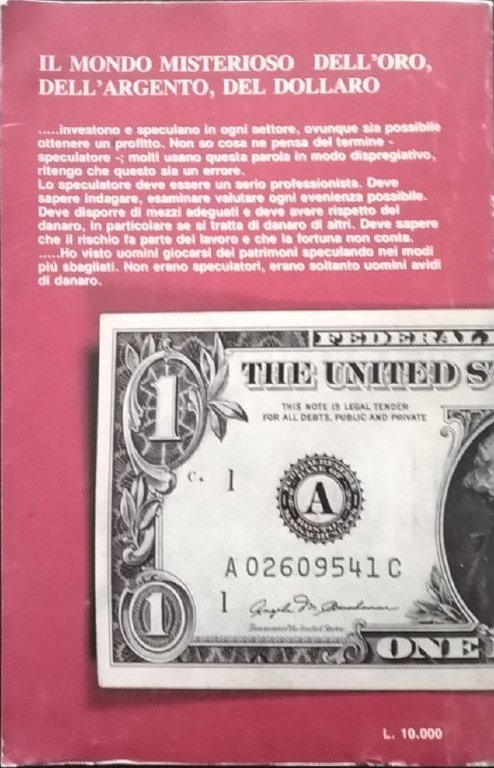 IL MONDO MISTERIOSO DELL'ORO,
DELL'ARGENTO, DEL DOLLARO
.....investono e speculano in ogni settore, ovunque sia possibile
ottenere un profitto. Non so cosa ne pensa del termine -
speculatore -; molti usano questa parola in modo dispregiativo,
ritengo che questo sia un errore.
Lo speculatore deve essere un serio professionista. Deve
sapere indagare, esaminare valutare ogni evenienza possibile.
Deve disporre di mezzi adeguati e deve avere rispetto del
danaro, in particolare se si tratta di danaro di altri. Deve sapere
che il rischio fa parte del lavoro e che la fortuna non conta.
.....Ho visto uomini giocarsi dei patrimoni speculando nei modi
piú sbagliati. Non erano speculatori, erano soltanto uomini avidi
di danaro.
FEDERAL
THE UNITED S
THIS NOTE IS LEGAL TENDER
FOR ALL DEBTS, PUBLIC AND PRIVATE
1
C. 1
A
A 02609541 C
1
1
ONE
L. 10.000